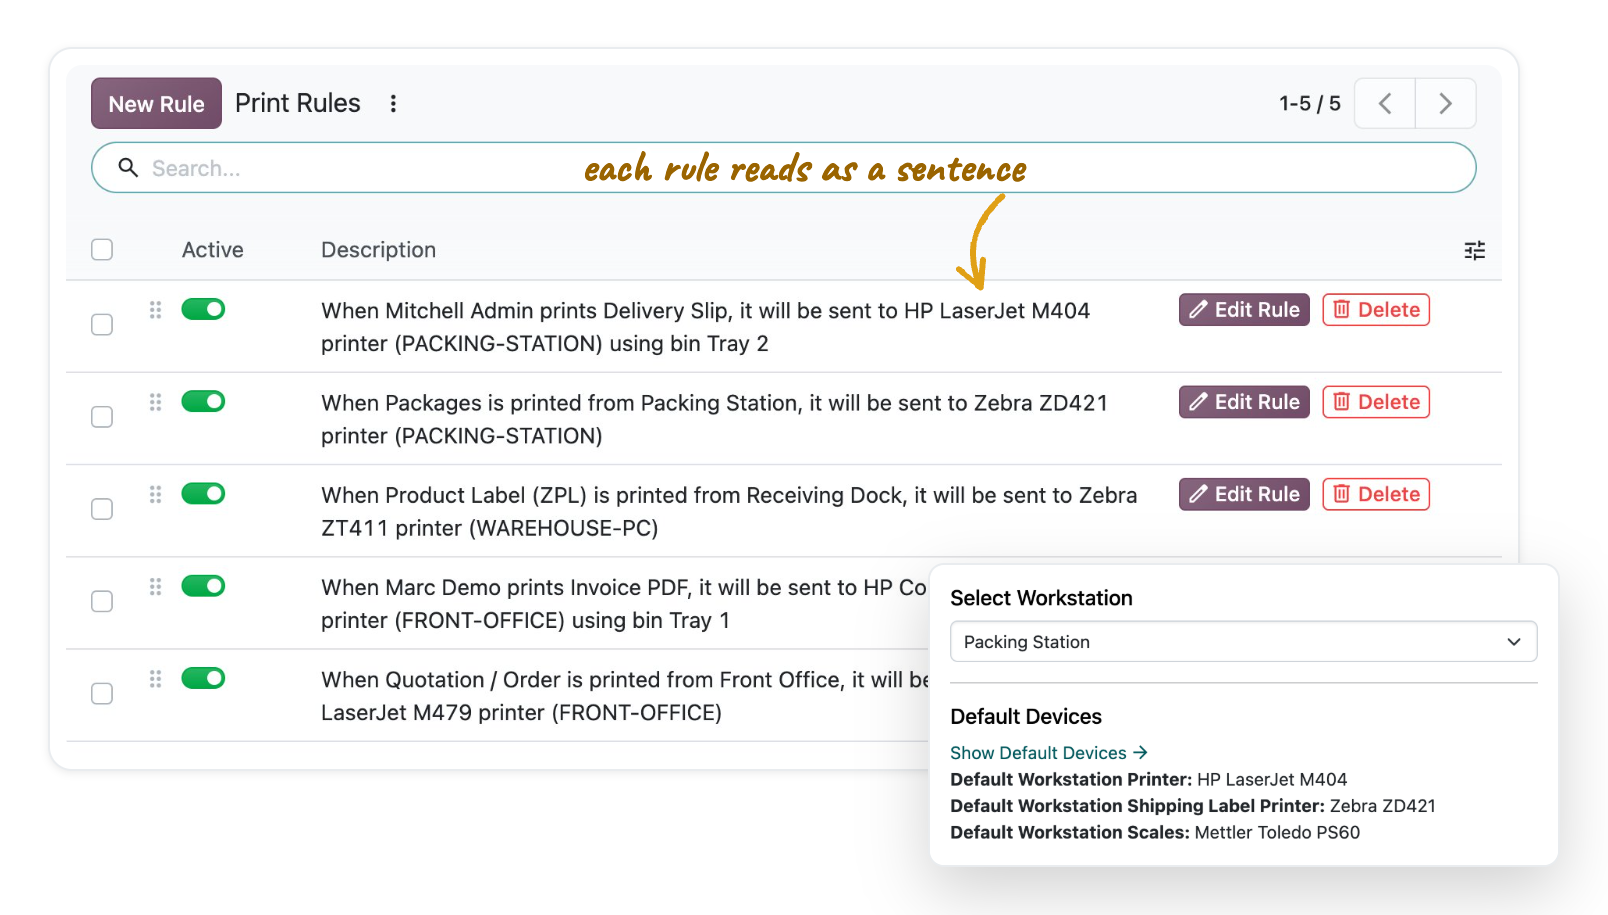 New Rule Print Rules 1-5 / 5
Search... each rule reads as a sentence
Active Description
When Mitchell Admin prints Delivery Slip, it will be sent to HP LaserJet M404 Edit Rule Delete
printer (PACKING-STATION) using bin Tray 2
When Packages is printed from Packing Station, it will be sent to Zebra ZD421 Edit Rule Delete
printer (PACKING-STATION)
When Product Label (ZPL) is printed from Receiving Dock, it will be sent to Zebra Edit Rule Delete
ZT411 printer (WAREHOUSE-PC)
When Marc Demo prints Invoice PDF, it will be sent to HP Co
printer (FRONT-OFFICE) using bin Tray 1
When Quotation / Order is printed from Front Office, it will be
LaserJet M479 printer (FRONT-OFFICE)
Select Workstation
Packing Station
Default Devices
Show Default Devices →
Default Workstation Printer: HP LaserJet M404
Default Workstation Shipping Label Printer: Zebra ZD421
Default Workstation Scales: Mettler Toledo PS60